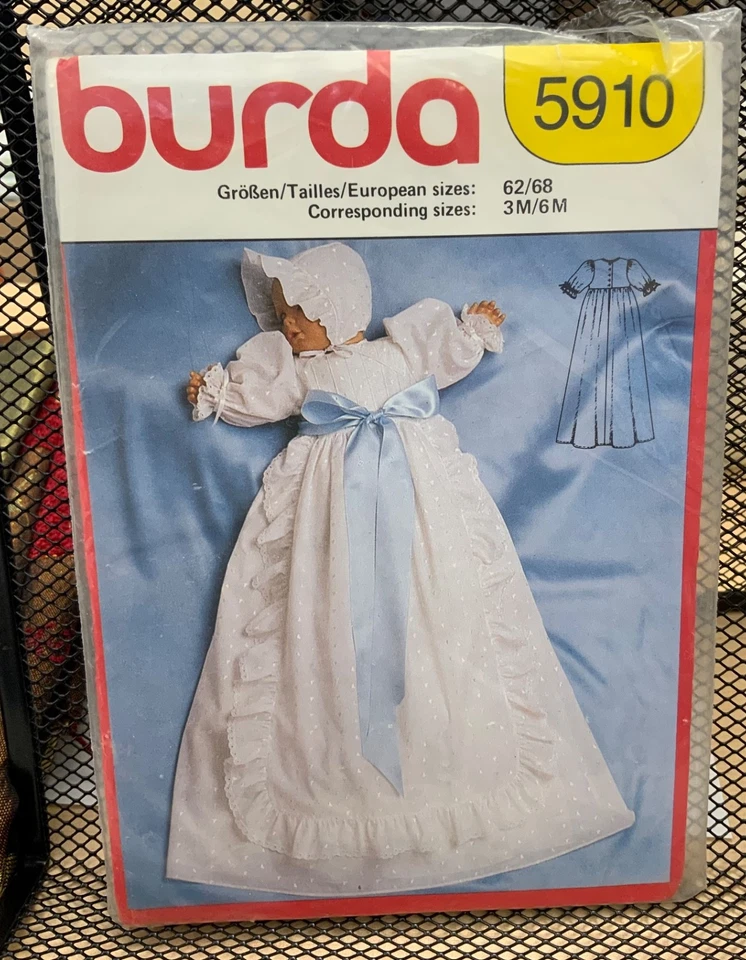 burda
5910
Größen/Tailles/European sizes: 62/68
Corresponding sizes: 3M/6M